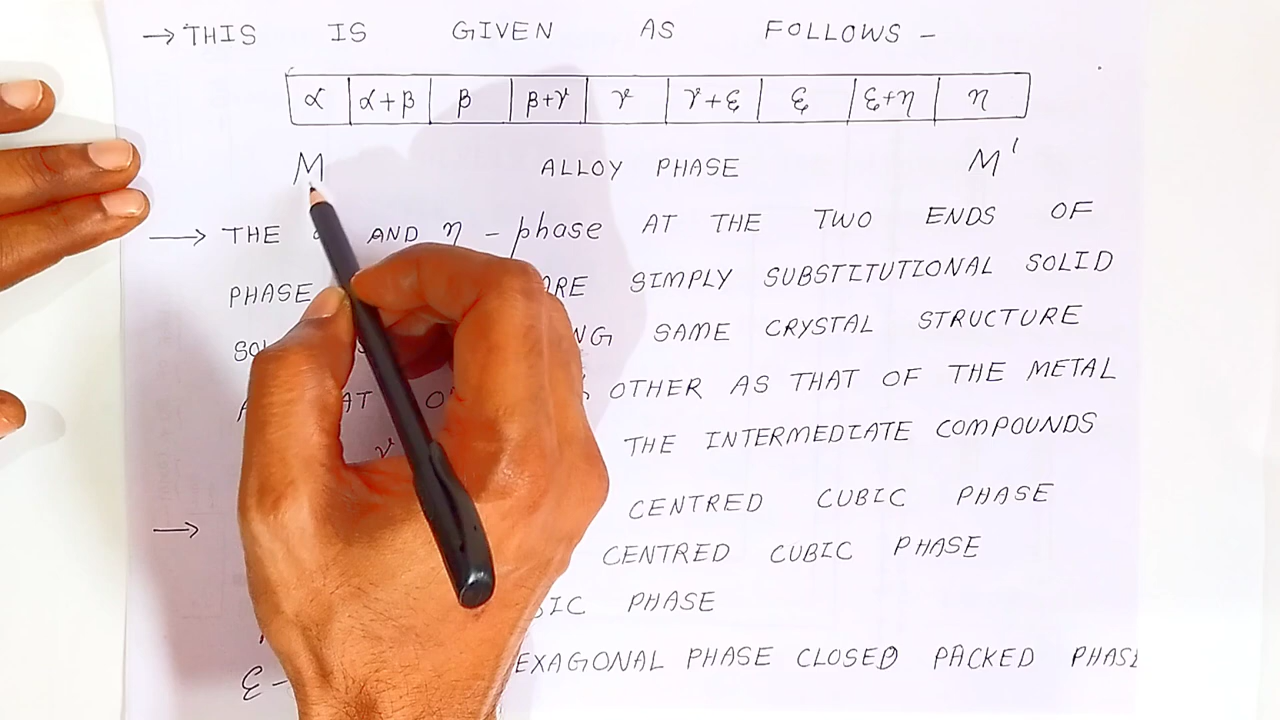 → THIS IS GIVEN AS FOLLOWS –
α | α+β | β | β+γ | γ | γ+ε | ε | ε+η | η
M ALLOY PHASE M'
→ THE AND η – phase AT THE TWO ENDS OF
PHASE ARE SIMPLY SUBSTITUTIONAL SOLID
SAME CRYSTAL STRUCTURE
OTHER AS THAT OF THE METAL
γ THE INTERMEDIATE COMPOUNDS
→ CENTRED CUBIC PHASE
CENTRED CUBIC PHASE
PHASE
ε – PHASE CLOSED PACKED